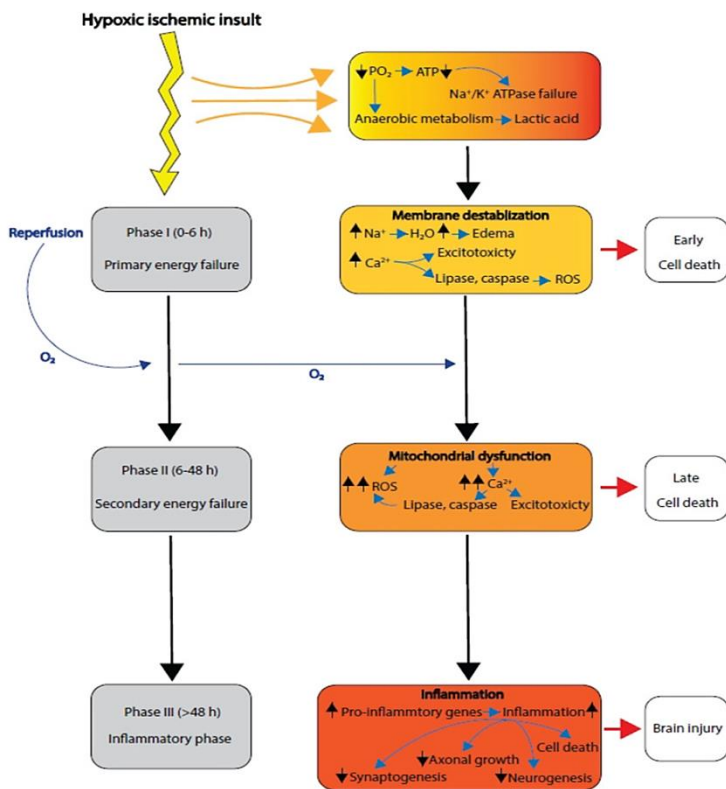 Hypoxic ischemic insult
PO₂ ATP
Na⁺/K⁺ ATPase failure
Anaerobic metabolism Lactic acid
Reperfusion
O₂
Phase I (0-6 h)
Primary energy failure
Membrane destablization
Na⁺ H₂O Edema
Excitotoxicty
Ca²⁺
Lipase, caspase ROS
Early
Cell death
O₂
Phase II (6-48 h)
Secondary energy failure
Mitochondrial dysfunction
ROS Ca²⁺
Lipase, caspase Excitotoxicty
Late
Cell death
Phase III (>48 h)
Inflammatory phase
Inflammation
Pro-inflammtory genes Inflammation
Cell death
Axonal growth
Synaptogenesis Neurogenesis
Brain injury